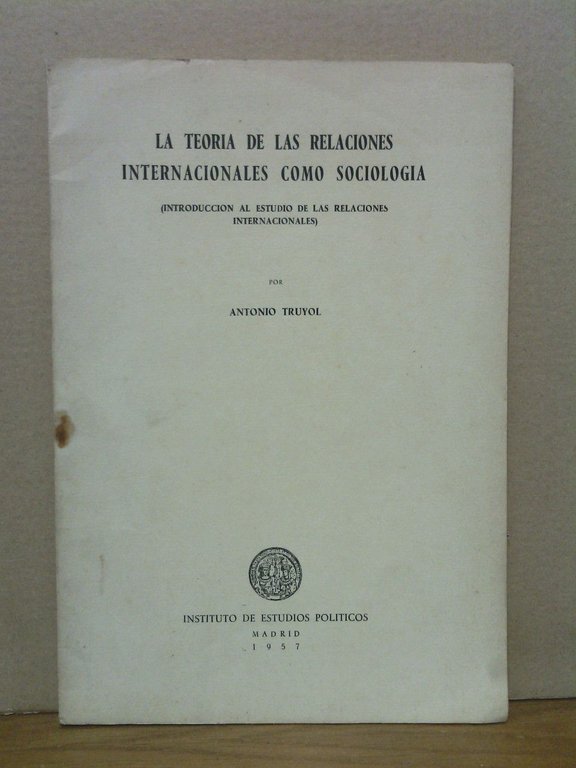 LA TEORIA DE LAS RELACIONES
INTERNACIONALES COMO SOCIOLOGIA
(INTRODUCCION AL ESTUDIO DE LAS RELACIONES
INTERNACIONALES)
POR
ANTONIO TRUYOL
INSTITUTO DE ESTUDIOS POLITICOS
MADRID
1957